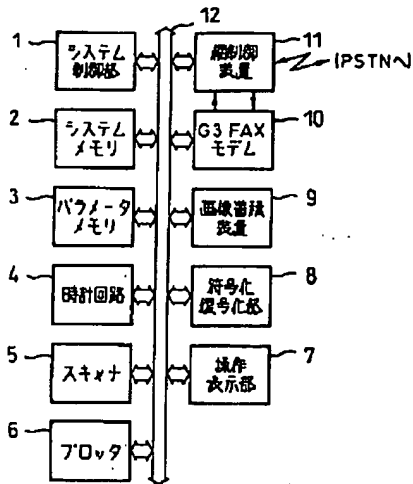 12
1
システム
制御部
11
網制御
装置
(PSTNへ)
2
システム
メモリ
10
G3 FAX
モデム
3
パラメータ
メモリ
9
画像蓄積
装置
4
時計回路
8
符号化
復号化部
5
スキャナ
7
操作
表示部
6
プロッタ